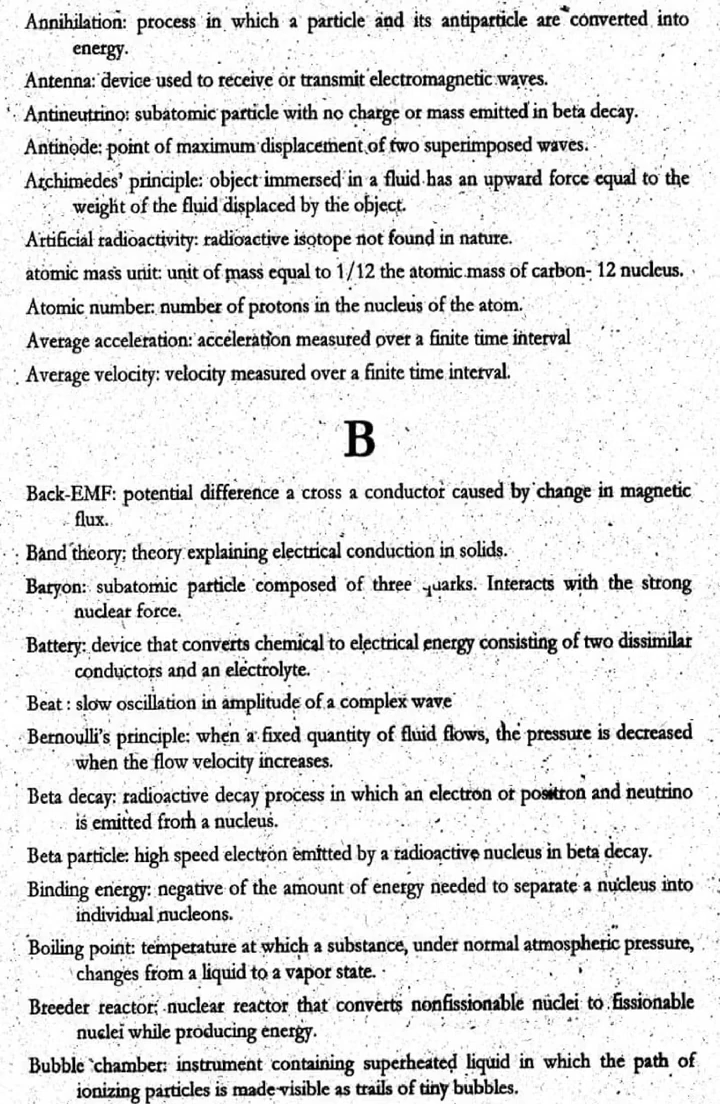 Annihilation: process in which a particle and its antiparticle are converted into
energy.
Antenna: device used to receive or transmit electromagnetic waves.
Antineutrino: subatomic particle with no charge or mass emitted in beta decay.
Antinode: point of maximum displacement of two superimposed waves.
Archimedes' principle: object immersed in a fluid has an upward force equal to the
weight of the fluid displaced by the object.
Artificial radioactivity: radioactive isotope not found in nature.
atomic mass unit: unit of mass equal to 1/12 the atomic mass of carbon- 12 nucleus.
Atomic number: number of protons in the nucleus of the atom.
Average acceleration: acceleration measured over a finite time interval
Average velocity: velocity measured over a finite time interval.
B
Back-EMF: potential difference a cross a conductor caused by change in magnetic
flux.
Band theory: theory explaining electrical conduction in solids.
Baryon: subatomic particle composed of three quarks. Interacts with the strong
nuclear force.
Battery: device that converts chemical to electrical energy consisting of two dissimilar
conductors and an electrolyte.
Beat : slow oscillation in amplitude of a complex wave
Bernoulli's principle: when a fixed quantity of fluid flows, the pressure is decreased
when the flow velocity increases.
Beta decay: radioactive decay process in which an electron or positron and neutrino
is emitted from a nucleus.
Beta particle: high speed electron emitted by a radioactive nucleus in beta decay.
Binding energy: negative of the amount of energy needed to separate a nucleus into
individual nucleons.
Boiling point: temperature at which a substance, under normal atmospheric pressure,
changes from a liquid to a vapor state.
Breeder reactor: nuclear reactor that converts nonfissionable nuclei to fissionable
nuclei while producing energy.
Bubble chamber: instrument containing superheated liquid in which the path of
ionizing particles is made visible as trails of tiny bubbles.